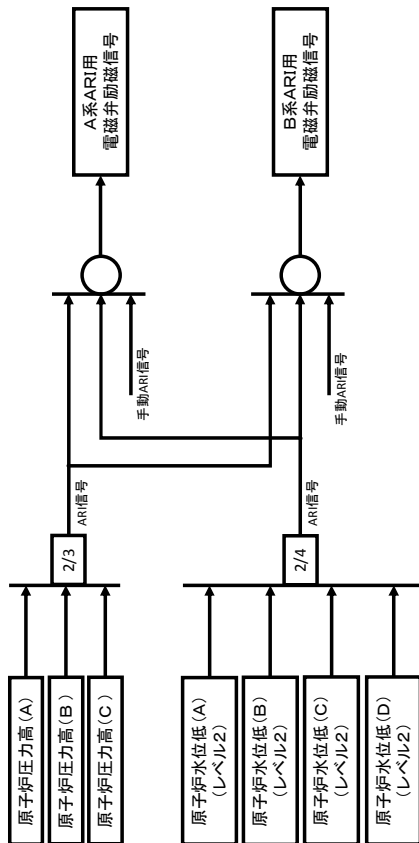 原子炉圧力高(A)
原子炉圧力高(B)
原子炉圧力高(C)
2/3
ARI信号
手動ARI信号
A系ARI用
電磁弁励磁信号
原子炉水位低(A)
(レベル2)
原子炉水位低(B)
(レベル2)
原子炉水位低(C)
(レベル2)
原子炉水位低(D)
(レベル2)
2/4
ARI信号
手動ARI信号
B系ARI用
電磁弁励磁信号